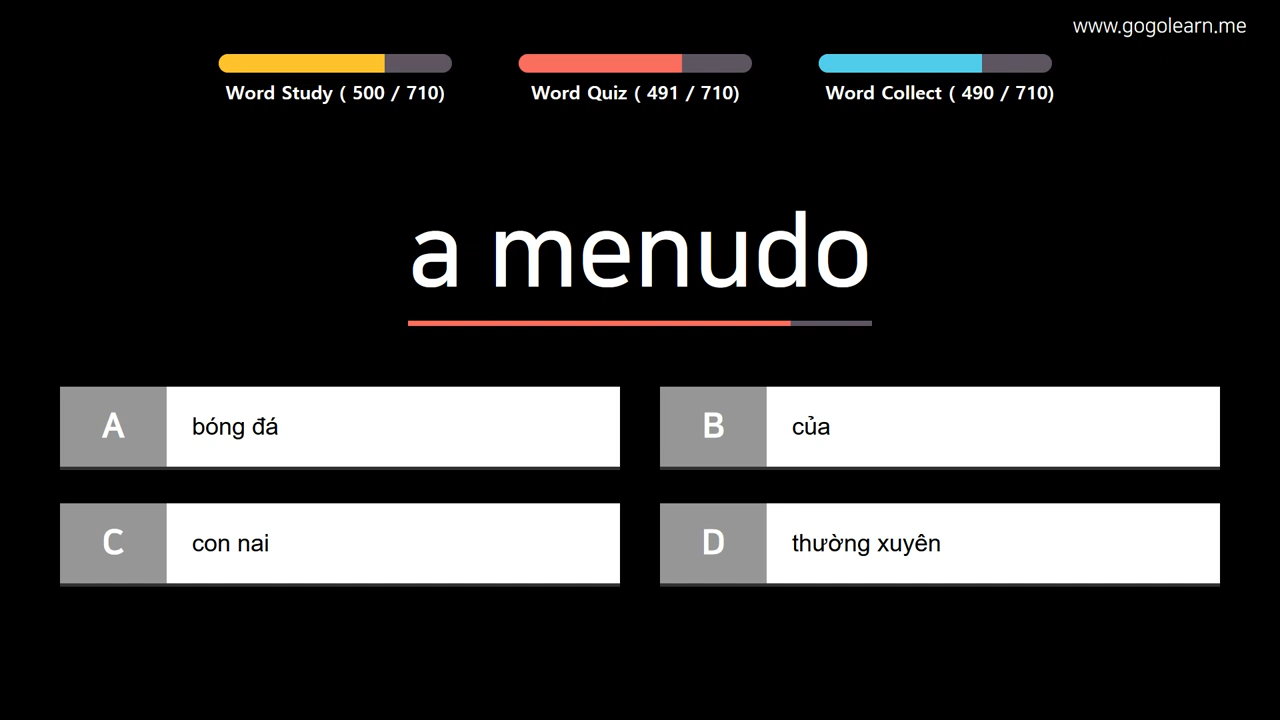 www.gogolearn.me
Word Study ( 500 / 710)
Word Quiz ( 491 / 710)
Word Collect ( 490 / 710)
a menudo
A bóng đá
B của
C con nai
D thường xuyên